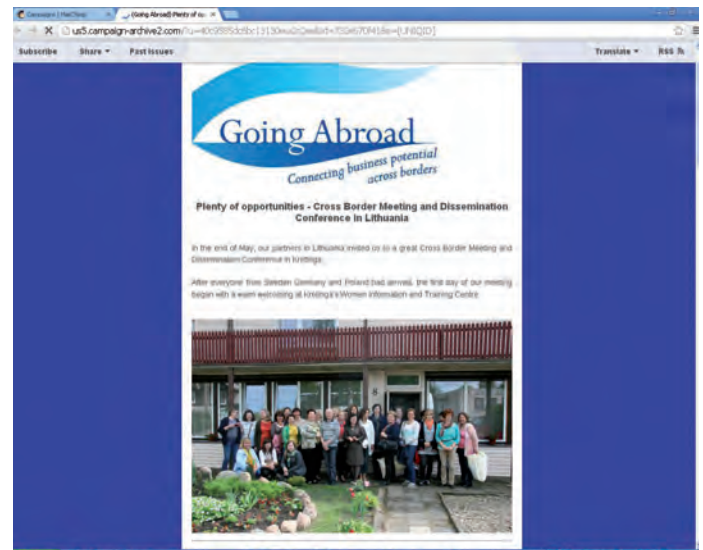 Campaigns | MailChimp
[Going Abroad] Plenty of op
us5.campaign-archive2.com
Subscribe Share Past Issues Translate RSS
Going Abroad
Connecting business potential
across borders
Plenty of opportunities - Cross Border Meeting and Dissemination
Conference in Lithuania
In the end of May, our partners in Lithuania invited us to a great Cross Border Meeting and
Dissemination Conference in Kretinga.
After everyone from Sweden Germany and Poland had arrived, the first day of our meeting
began with a warm welcoming at Kretinga's Women Information and Training Centre
8